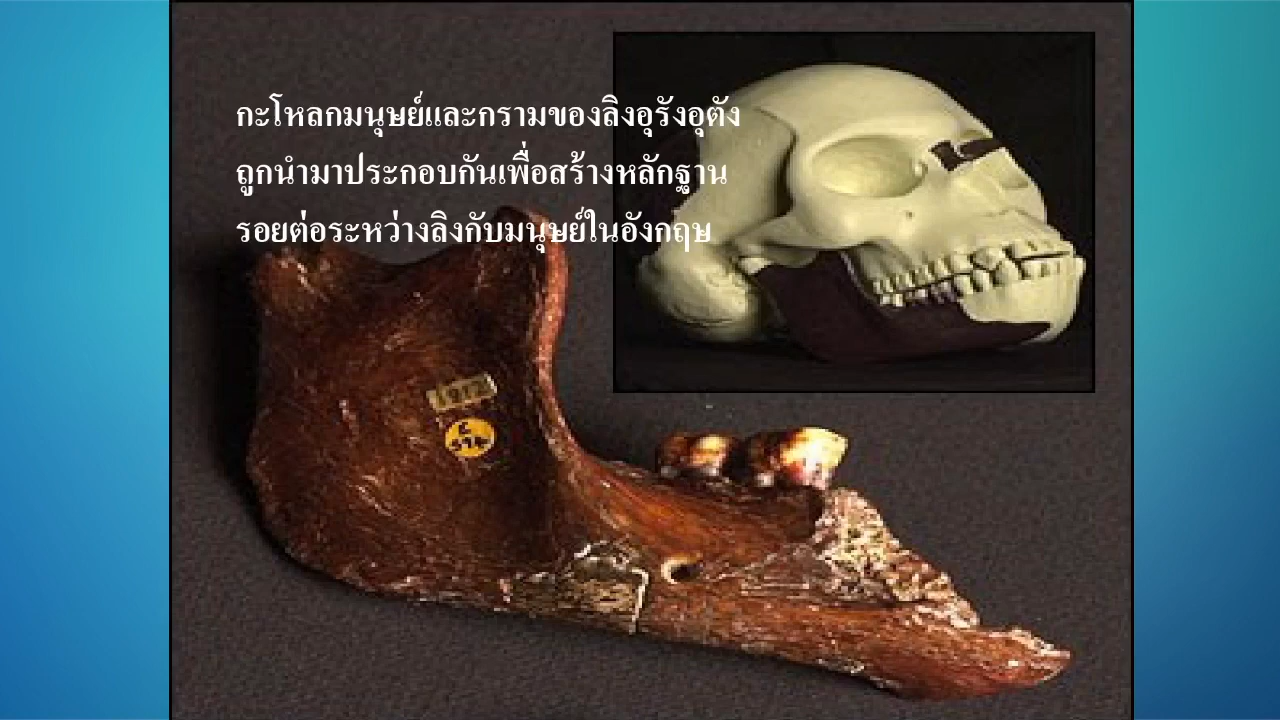 กะโหลกมนุษย์และกรามของลิงอุรังอุตัง
ถูกนำมาประกอบกันเพื่อสร้างหลักฐาน
รอยต่อระหว่างลิงกับมนุษย์ในอังกฤษ
1912